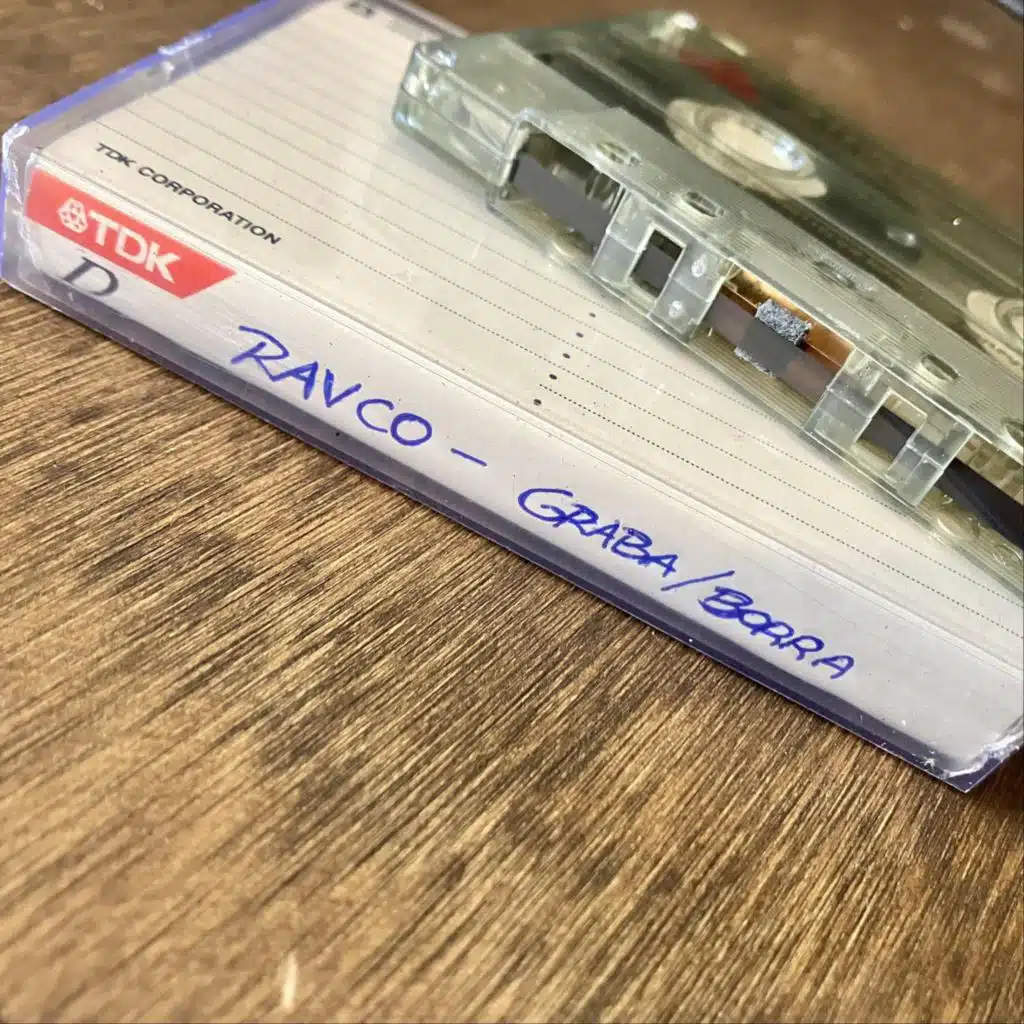 TDK CORPORATION
TDK
D
RAVCO - GRABA/BORRA